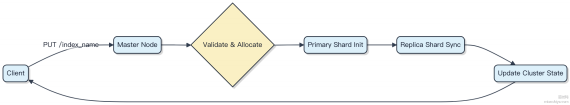 PUT /index_name
Master Node
Validate & Allocate
Primary Shard Init
Replica Shard Sync
Client
Update Cluster State